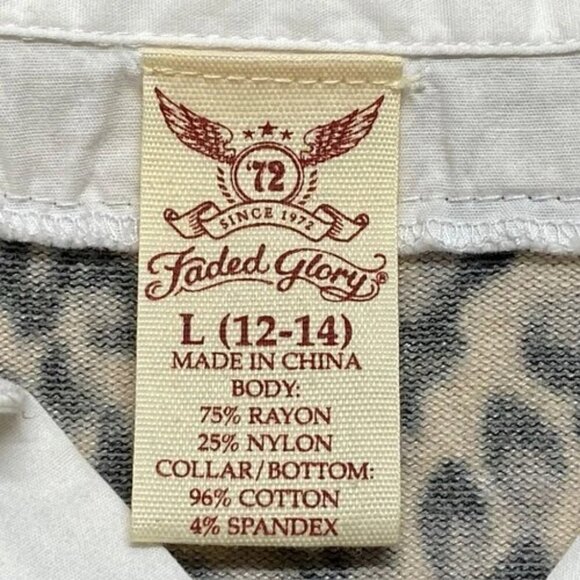 '72
SINCE 1972
Faded Glory®
L (12-14)
MADE IN CHINA
BODY:
75% RAYON
25% NYLON
COLLAR/BOTTOM:
96% COTTON
4% SPANDEX